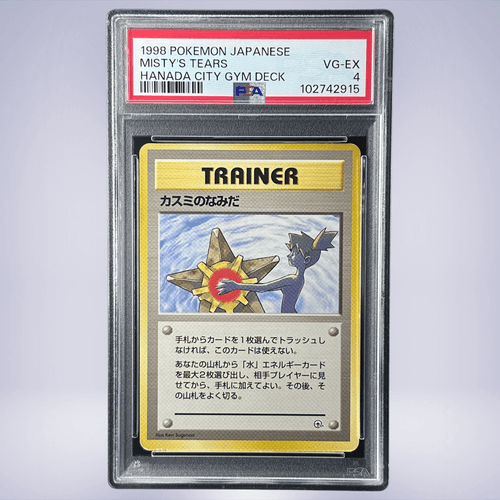 1998 POKEMON JAPANESE
MISTY'S TEARS VG-EX
HANADA CITY GYM DECK 4
PSA 102742915
TRAINER
カスミのなみだ
手札からカードを1枚選んでトラッシュし
なければ、このカードは使えない。
あなたの山札から「水」エネルギーカード
を最大2枚選び出し、相手プレイヤーに見
せてから、手札に加えてよい。その後、そ
の山札をよく切る。
Illus. Ken Sugimori